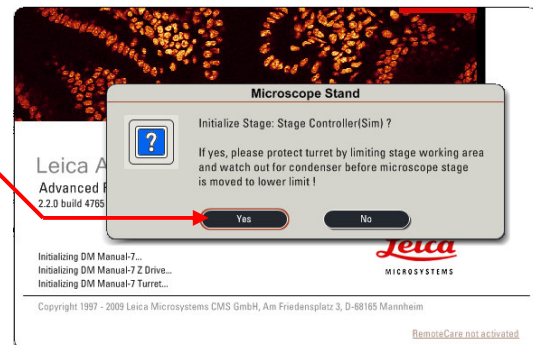 Microscope Stand
Initialize Stage: Stage Controller(Sim) ?
If yes, please protect turret by limiting stage working area
and watch out for condenser before microscope stage
is moved to lower limit !
Yes No
Leica A
Advanced F
2.2.0 build 4765
Initializing DM Manual-7...
Initializing DM Manual-7 Z Drive...
Initializing DM Manual-7 Turret...
Leica
MICROSYSTEMS
Copyright 1997 - 2009 Leica Microsystems CMS GmbH, Am Friedensplatz 3, D-68165 Mannheim
RemoteCare not activated